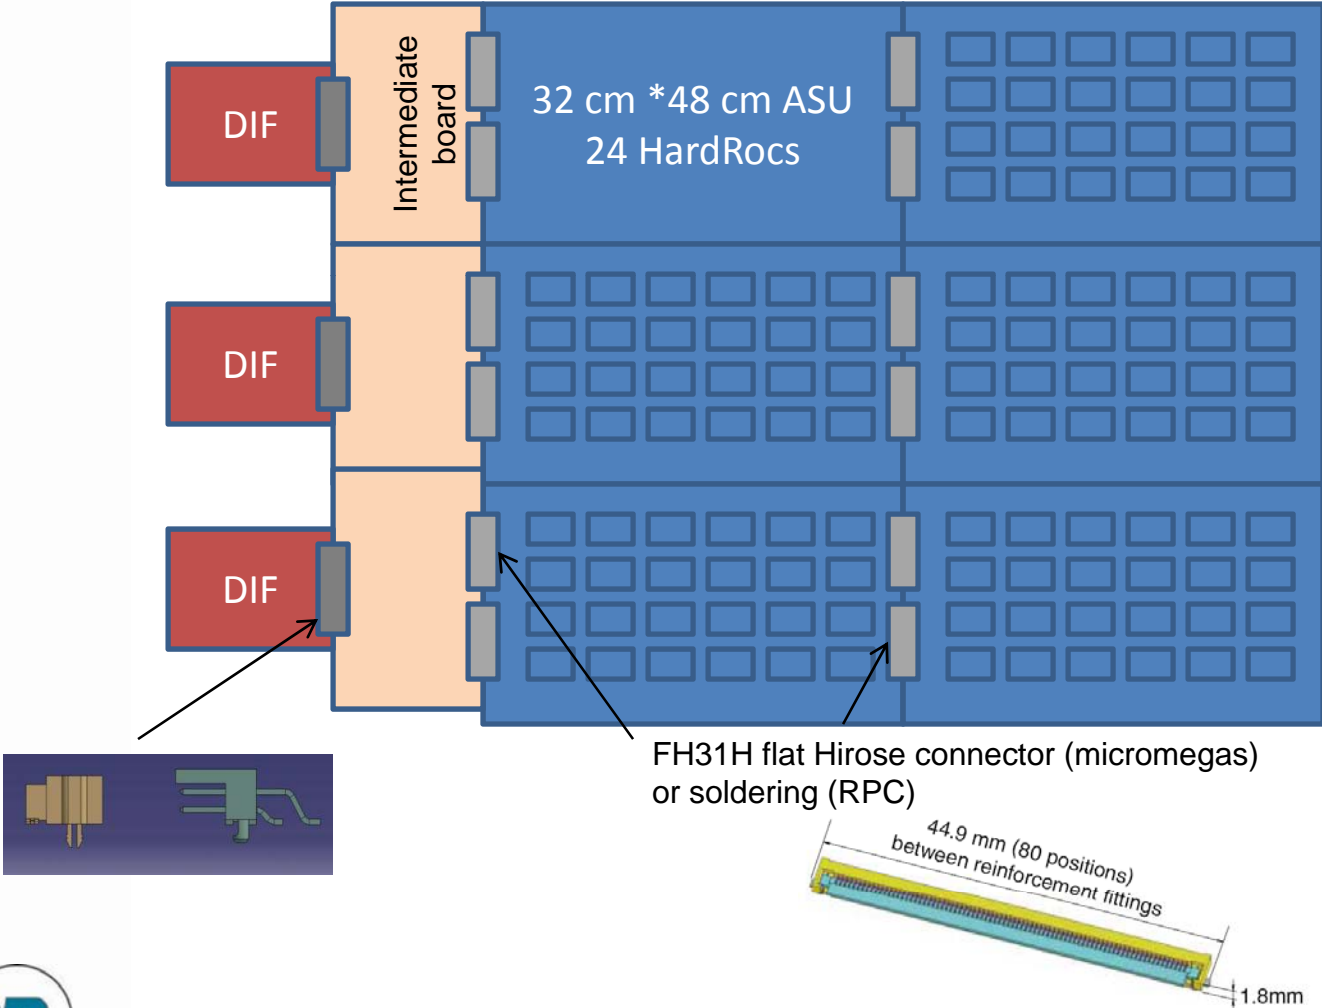 DIF
Intermediate
board
32 cm *48 cm ASU
24 HardRocs
DIF
DIF
FH31H flat Hirose connector (micromegas)
or soldering (RPC)
44.9 mm (80 positions)
between reinforcement fittings
1.8mm